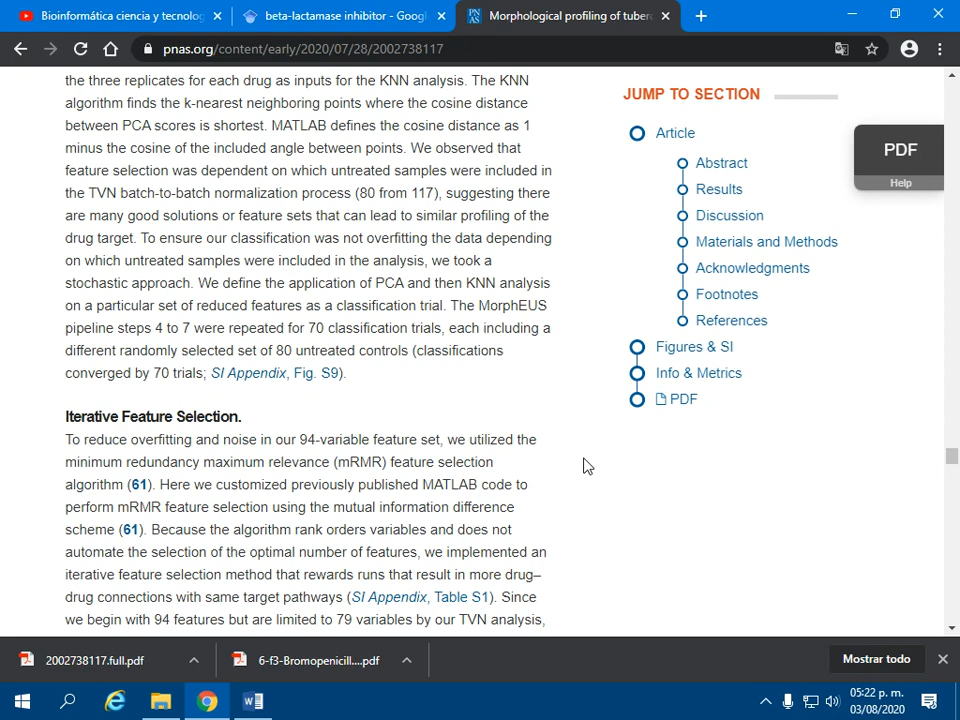 Bioinformática ciencia y tecnolog
beta-lactamase inhibitor - Googl
Morphological profiling of tuberc
pnas.org/content/early/2020/07/28/2002738117
the three replicates for each drug as inputs for the KNN analysis. The KNN
algorithm finds the k-nearest neighboring points where the cosine distance
between PCA scores is shortest. MATLAB defines the cosine distance as 1
minus the cosine of the included angle between points. We observed that
feature selection was dependent on which untreated samples were included in
the TVN batch-to-batch normalization process (80 from 117), suggesting there
are many good solutions or feature sets that can lead to similar profiling of the
drug target. To ensure our classification was not overfitting the data depending
on which untreated samples were included in the analysis, we took a
stochastic approach. We define the application of PCA and then KNN analysis
on a particular set of reduced features as a classification trial. The MorphEUS
pipeline steps 4 to 7 were repeated for 70 classification trials, each including a
different randomly selected set of 80 untreated controls (classifications
converged by 70 trials; SI Appendix, Fig. S9).
Iterative Feature Selection.
To reduce overfitting and noise in our 94-variable feature set, we utilized the
minimum redundancy maximum relevance (mRMR) feature selection
algorithm (61). Here we customized previously published MATLAB code to
perform mRMR feature selection using the mutual information difference
scheme (61). Because the algorithm rank orders variables and does not
automate the selection of the optimal number of features, we implemented an
iterative feature selection method that rewards runs that result in more drug–
drug connections with same target pathways (SI Appendix, Table S1). Since
we begin with 94 features but are limited to 79 variables by our TVN analysis,
JUMP TO SECTION
Article
Abstract
Results
Discussion
Materials and Methods
Acknowledgments
Footnotes
References
Figures & SI
Info & Metrics
PDF
PDF
Help
2002738117.full.pdf
6-f3-Bromopenicill....pdf
Mostrar todo
05:22 p. m.
03/08/2020